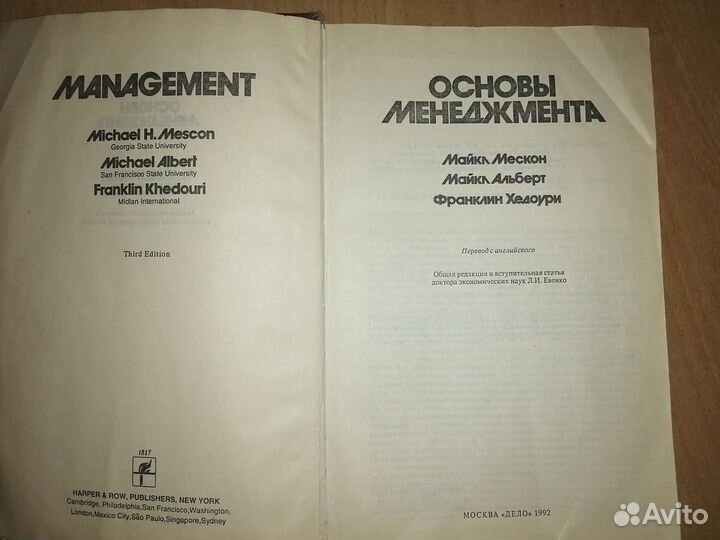 MANAGEMENT
Michael H. Mescon
Georgia State University
Michael Albert
San Francisco State University
Franklin Khedouri
Midlan International
Third Edition
1817
HARPER & ROW, PUBLISHERS, NEW YORK
Cambridge, Philadelphia, San Francisco, Washington,
London, Mexico City, São Paulo, Singapore, Sydney
ОСНОВЫ
МЕНЕДЖМЕНТА
Майкл Мескон
Майкл Альберт
Франклин Хедоури
Перевод с английского
Общая редакция и вступительная статья
доктора экономических наук Л.И. Евенко
МОСКВА «ДЕЛО» 1992
Avito